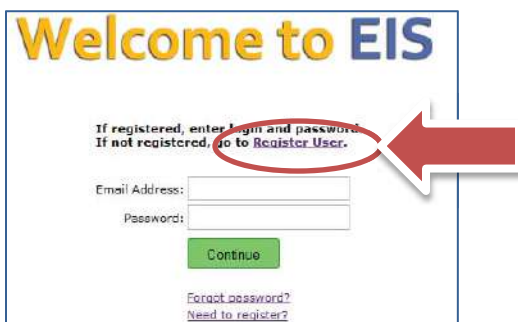 Welcome to EIS
If registered, enter login and password.
If not registered, go to Register User.
Email Address:
Password:
Continue
Forgot password?
Need to register?